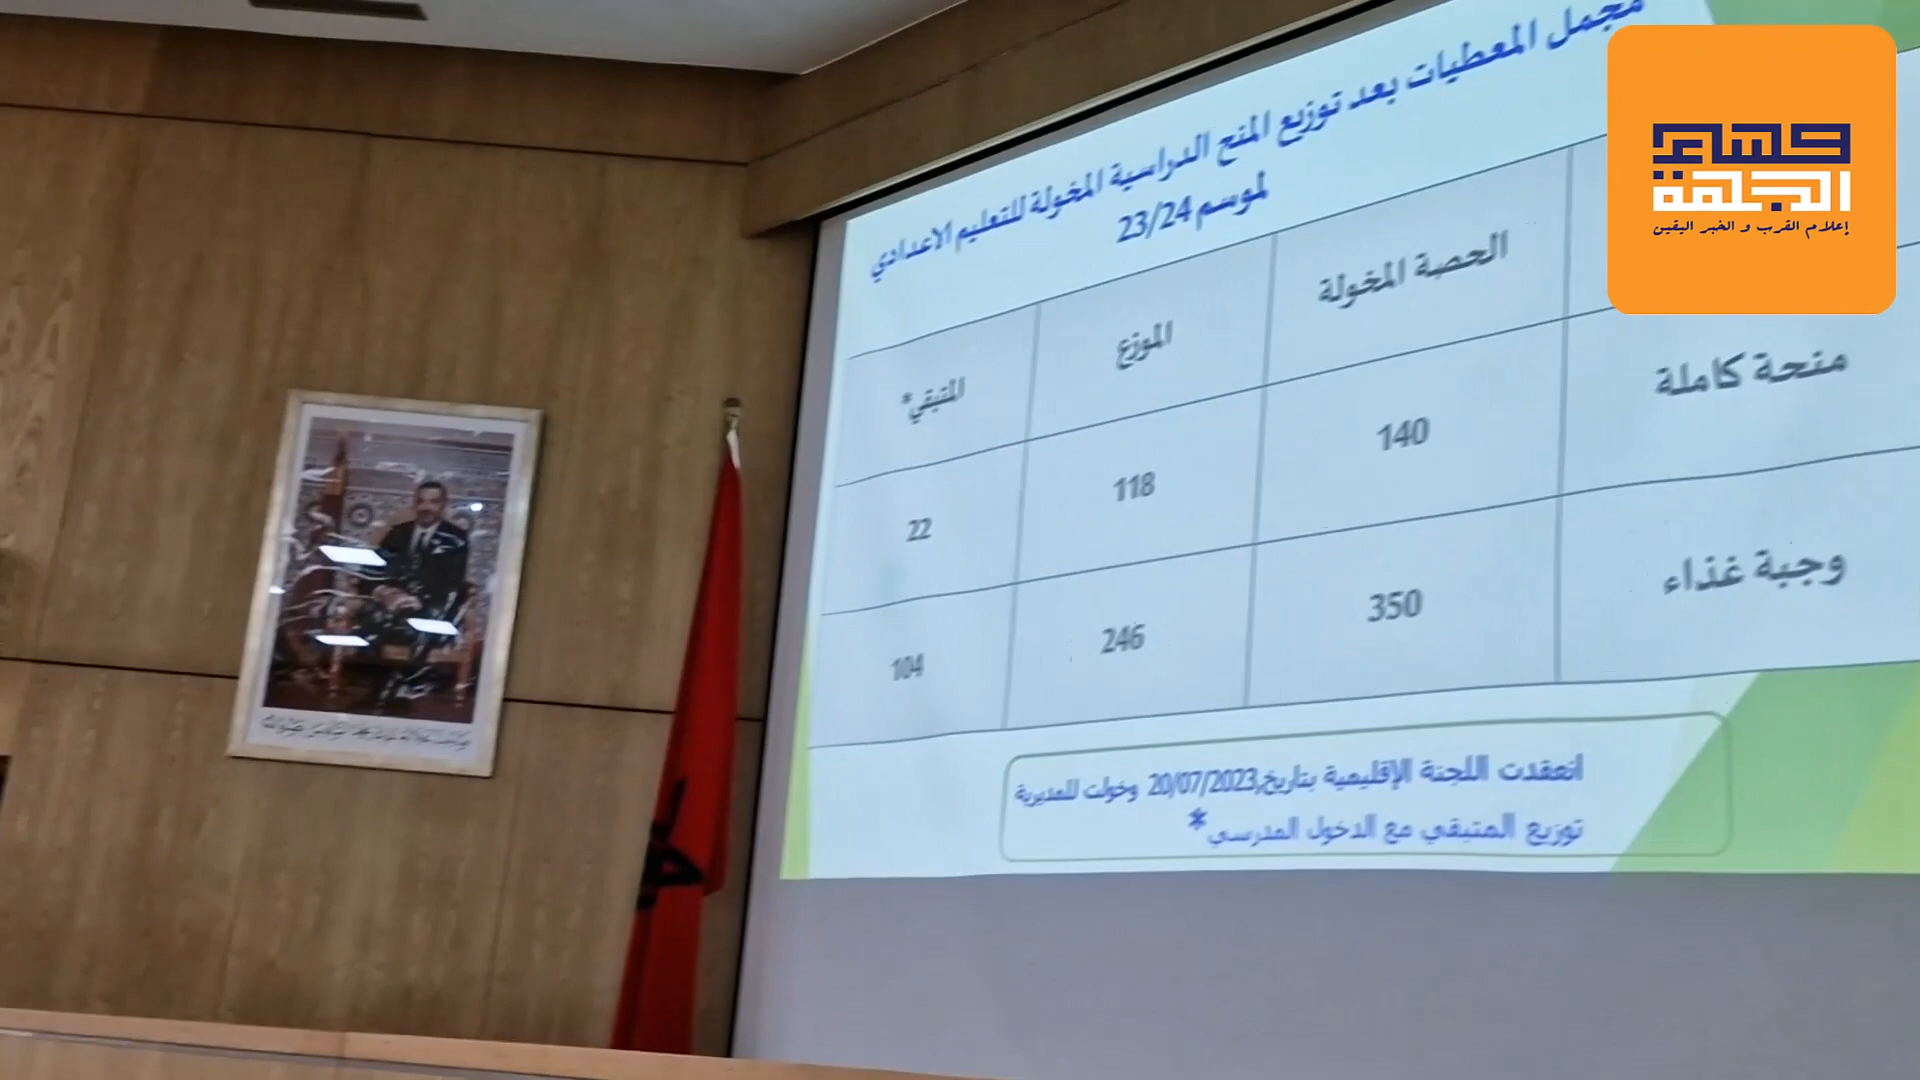 مجمل المعطيات بعد توزيع المنح الدراسية المخولة للتعليم الاعدادي
لموسم 23/24
الحصة المخولة الموزع المتبقي*
منحة كاملة 140 118 22
وجبة غذاء 350 246 104
انعقدت اللجنة الإقليمية بتاريخ,20/07/2023 وخولت للمديرية
توزيع المتبقي مع الدخول المدرسي*
الجهة
إعلام القرب و الخبر اليقين